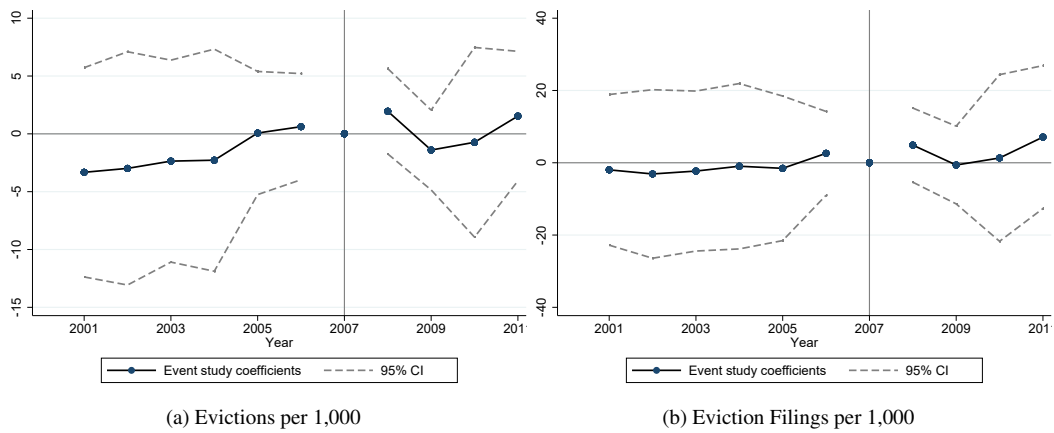 10
5
0
-5
-10
-15
2001 2003 2005 2007 2009 201
Year
Event study coefficients 95% CI
(a) Evictions per 1,000
40
20
0
-20
-40
2001 2003 2005 2007 2009 201
Year
Event study coefficients 95% CI
(b) Eviction Filings per 1,000